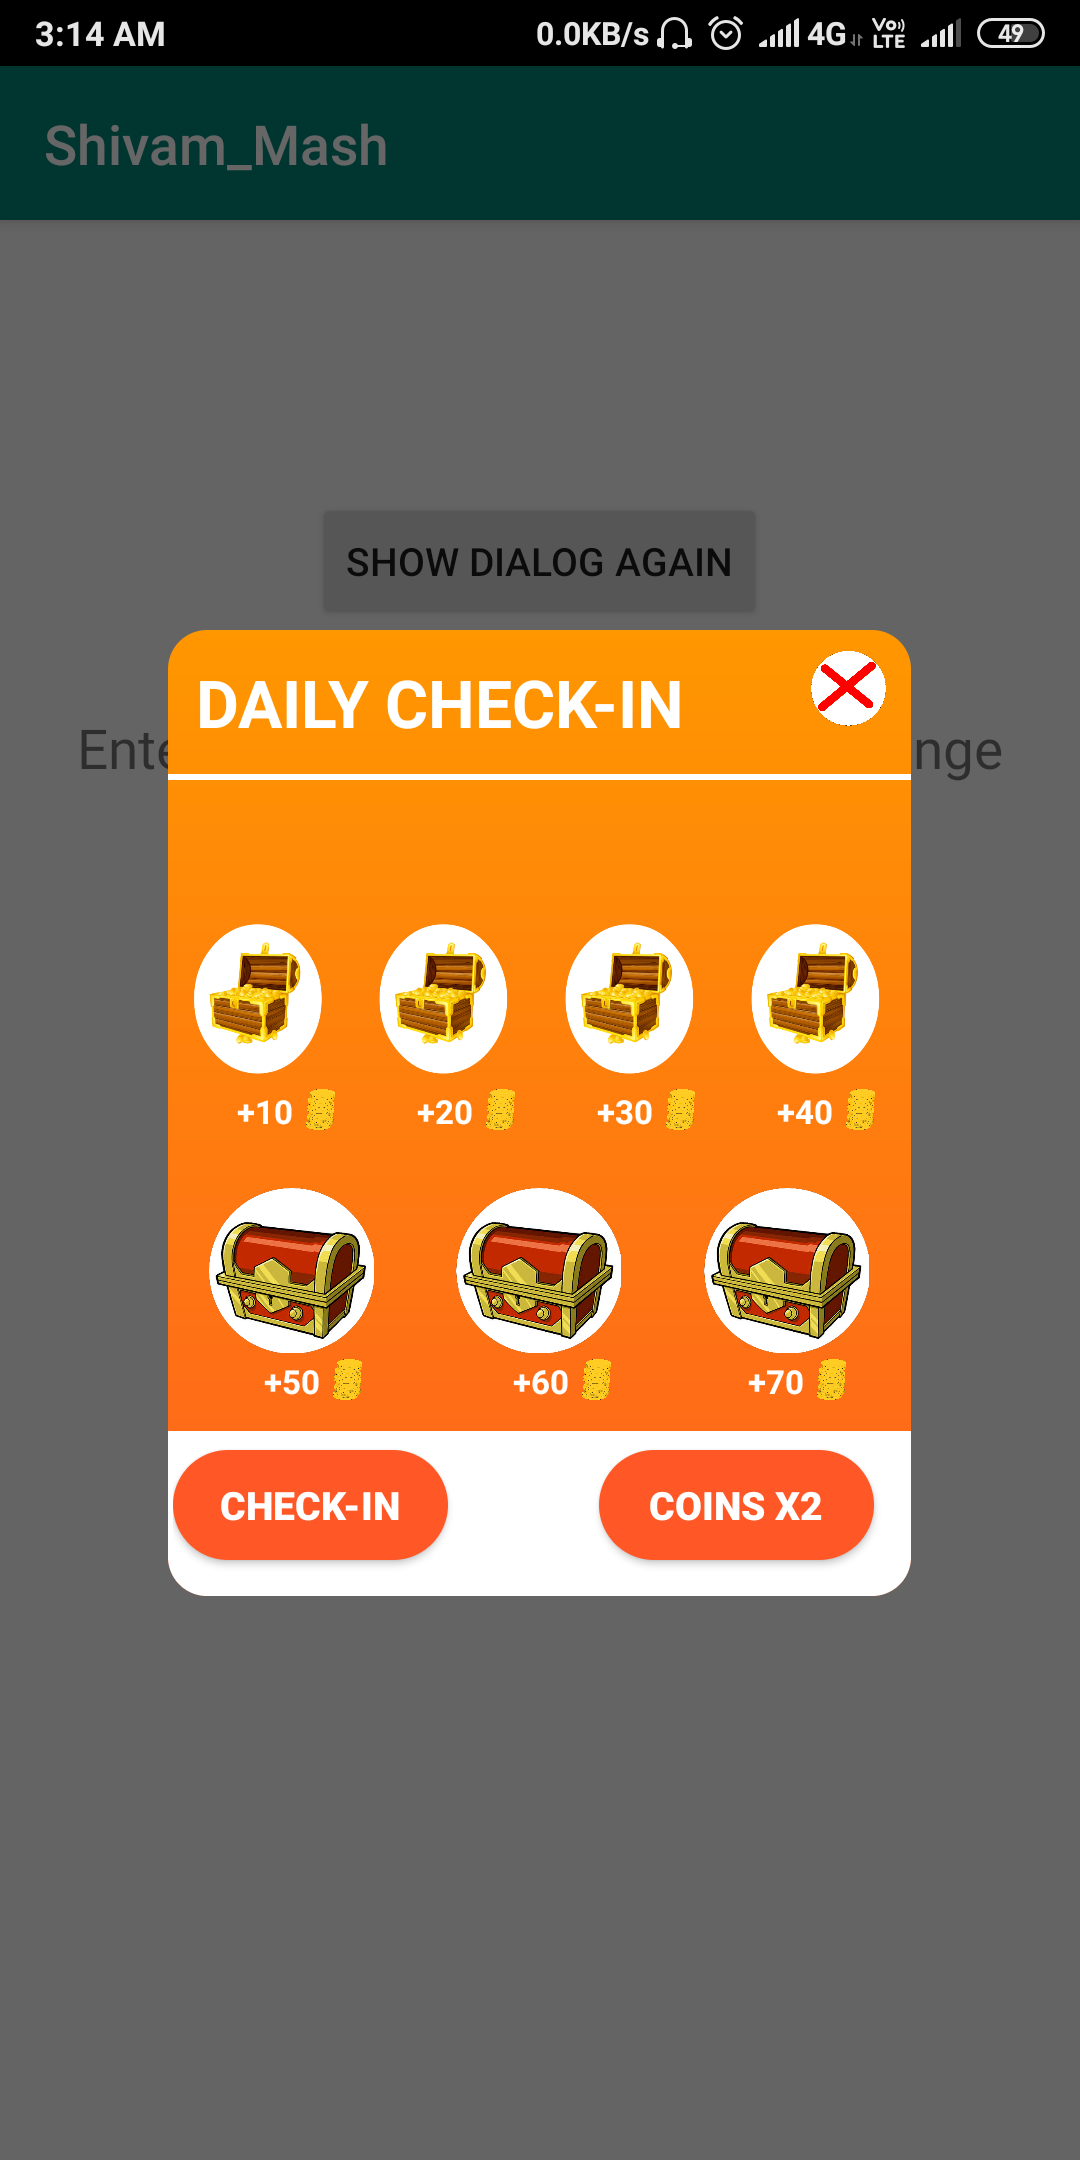 3:14 AM 0.0KB/s 4G Vo)) LTE 49
Shivam_Mash
SHOW DIALOG AGAIN
DAILY CHECK-IN
Ente nge
+10 +20 +30 +40
+50 +60 +70
CHECK-IN COINS X2